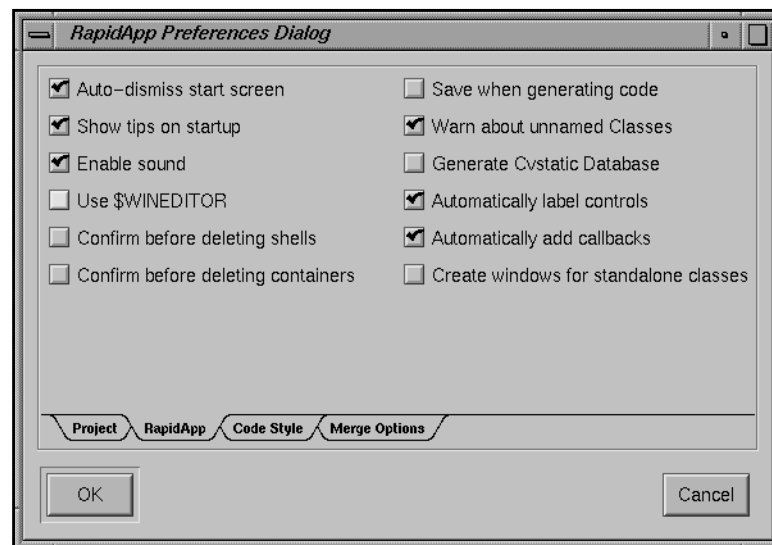 RapidApp Preferences Dialog
Auto-dismiss start screen
Show tips on startup
Enable sound
Use $WINEDITOR
Confirm before deleting shells
Confirm before deleting containers
Save when generating code
Warn about unnamed Classes
Generate Cvstatic Database
Automatically label controls
Automatically add callbacks
Create windows for standalone classes
Project RapidApp Code Style Merge Options
OK Cancel